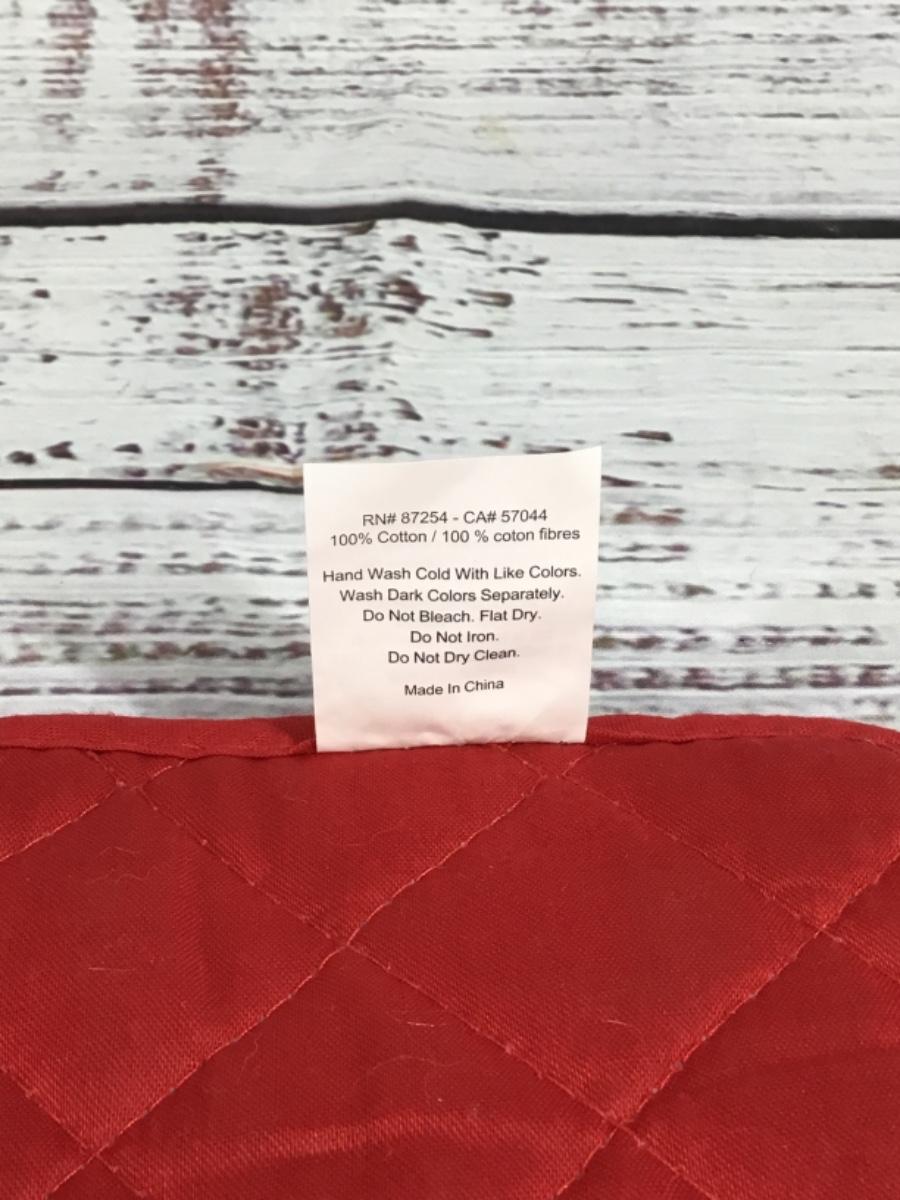 RN# 87254 - CA# 57044
100% Cotton / 100 % coton fibres
Hand Wash Cold With Like Colors.
Wash Dark Colors Separately.
Do Not Bleach. Flat Dry.
Do Not Iron.
Do Not Dry Clean.
Made In China